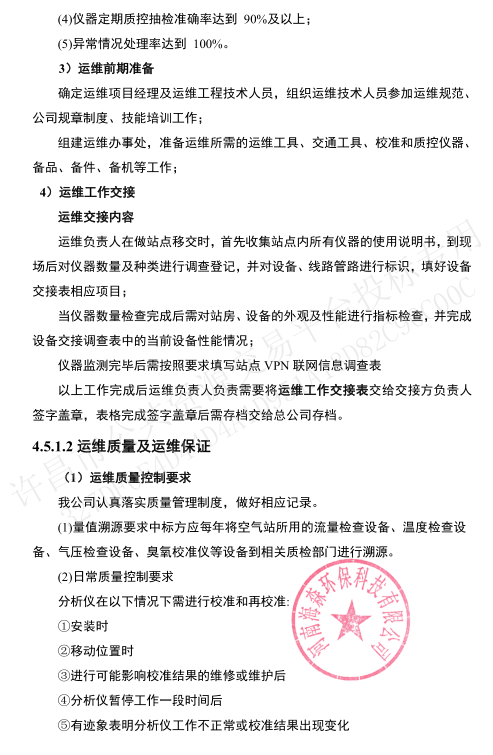 (4)仪器定期质控抽检准确率达到 90%及以上；
(5)异常情况处理率达到 100%。
3）运维前期准备
确定运维项目经理及运维工程技术人员，组织运维技术人员参加运维规范、
公司规章制度、技能培训工作；
组建运维办事处，准备运维所需的运维工具、交通工具、校准和质控仪器、
备品、备件、备机等工作；
4）运维工作交接
运维交接内容
运维负责人在做站点移交时，首先收集站点内所有仪器的使用说明书，到现
场后对仪器数量及种类进行调查登记，并对设备、线路管路进行标识，填好设备
交接表相应项目；
当仪器数量检查完成后需对站房、设备的外观及性能进行指标检查，并完成
设备交接调查表中的当前设备性能情况；
仪器监测完毕后需按照要求填写站点 VPN 联网信息调查表
以上工作完成后运维负责人负责需要将运维工作交接表交给交接方负责人
签字盖章，表格完成签字盖章后需存档交给总公司存档。
4.5.1.2 运维质量及运维保证
（1）运维质量控制要求
我公司认真落实质量管理制度，做好相应记录。
(1)量值溯源要求中标方应每年将空气站所用的流量检查设备、温度检查设
备、气压检查设备、臭氧校准仪等设备到相关质检部门进行溯源。
(2)日常质量控制要求
分析仪在以下情况下需进行校准和再校准:
①安装时
②移动位置时
③进行可能影响校准结果的维修或维护后
④分析仪暂停工作一段时间后
⑤有迹象表明分析仪工作不正常或校准结果出现变化
河南海森环保科技有限公司